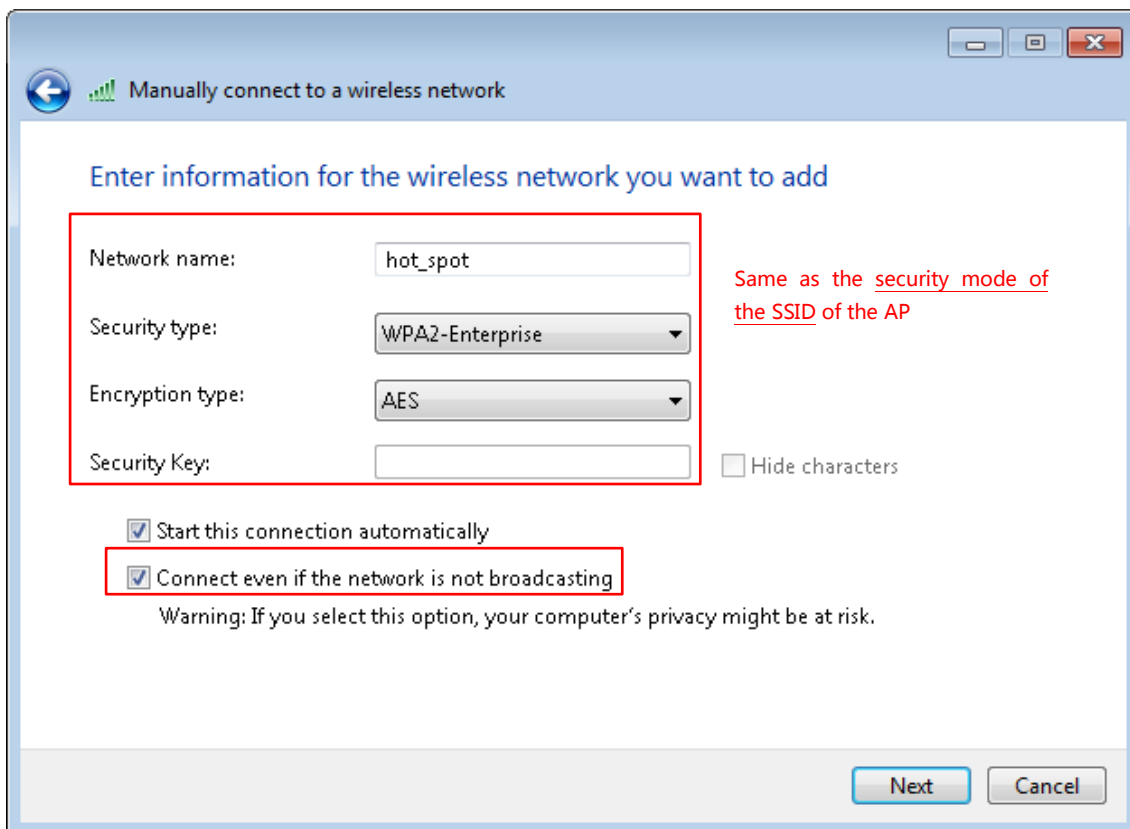 Manually connect to a wireless network
Enter information for the wireless network you want to add
Network name:
hot_spot
Same as the security mode of
the SSID of the AP
Security type:
WPA2-Enterprise
Encryption type:
AES
Security Key:
Hide characters
Start this connection automatically
Connect even if the network is not broadcasting
Warning: If you select this option, your computer's privacy might be at risk.
Next
Cancel